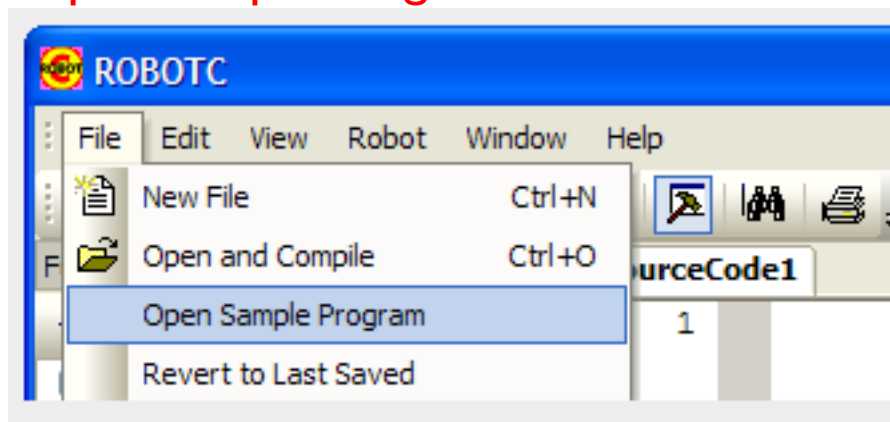 ROBOTC
File Edit View Robot Window Help
New File Ctrl+N
Open and Compile Ctrl+O
urceCode1
Open Sample Program
1
Revert to Last Saved